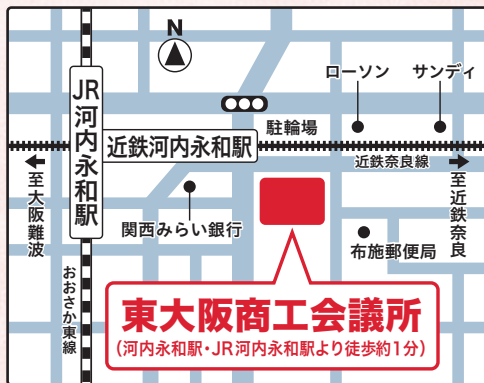 N
ローソン
サンディ
JR河内永和駅
駐輪場
近鉄河内永和駅
近鉄奈良線
至大阪難波
至近鉄奈良
関西みらい銀行
布施郵便局
おおさか東線
東大阪商工会議所
(河内永和駅・JR河内永和駅より徒歩約1分)